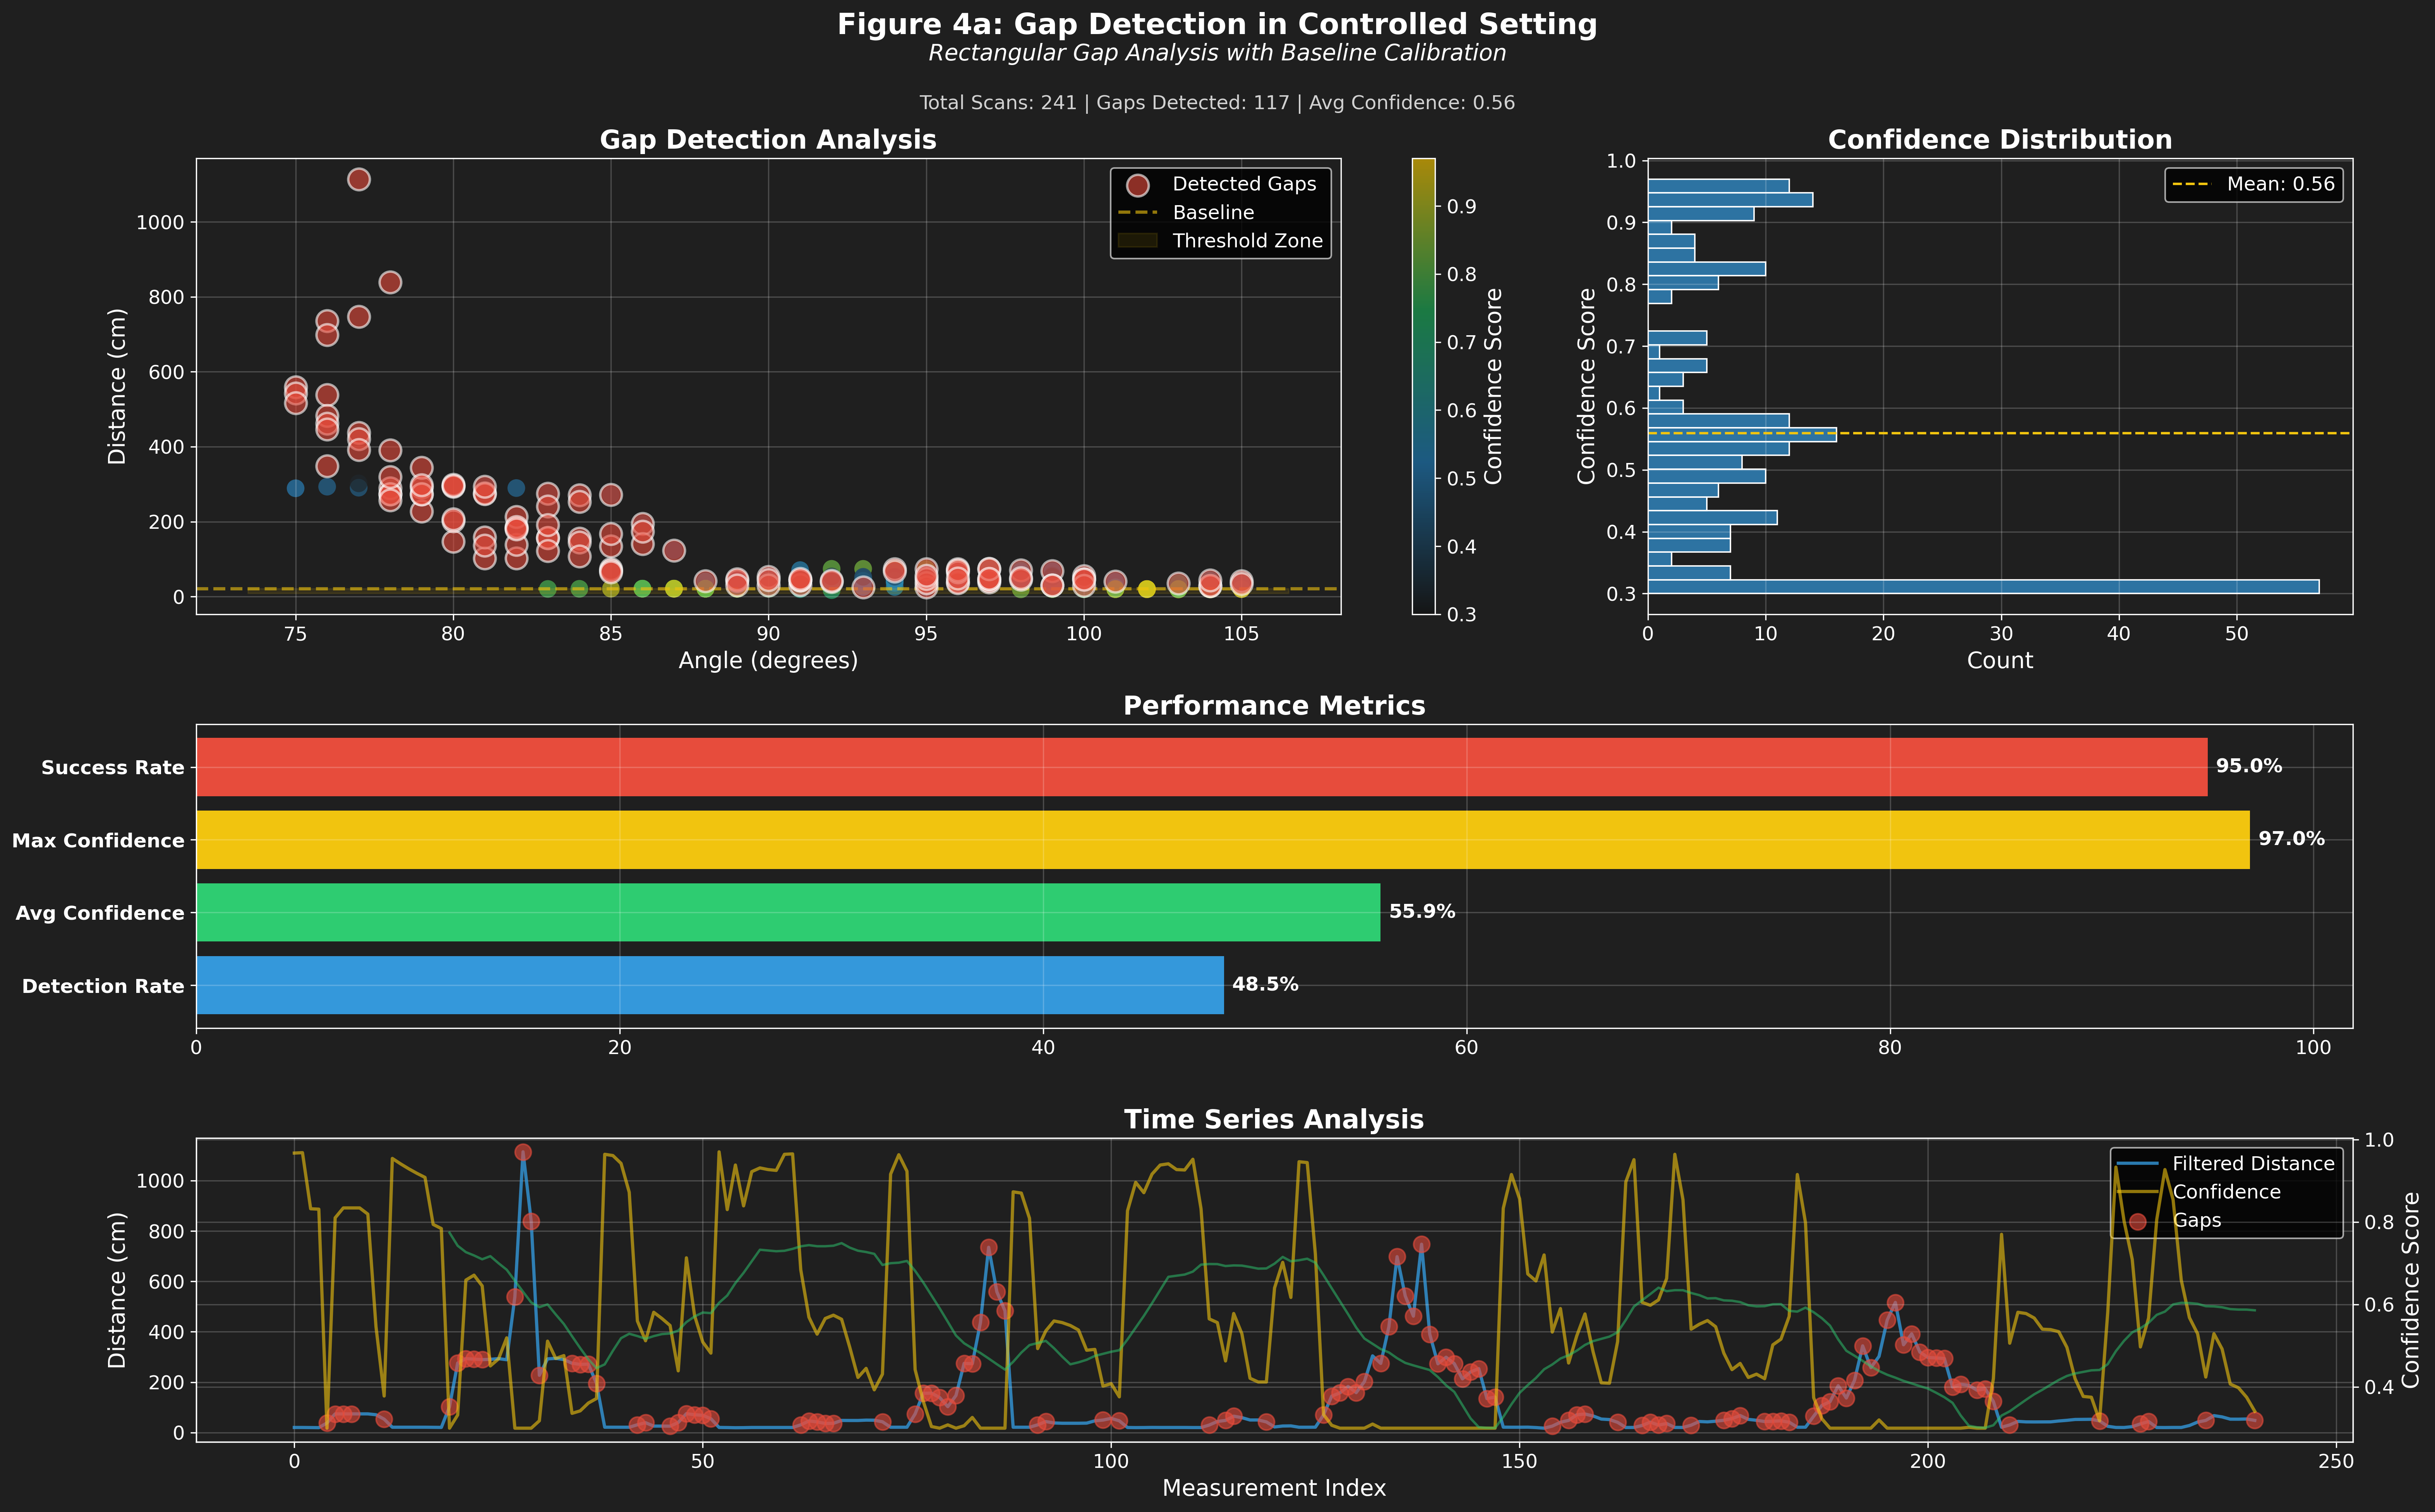 Figure 4a: Gap Detection in Controlled Setting
Rectangular Gap Analysis with Baseline Calibration
Total Scans: 241 | Gaps Detected: 117 | Avg Confidence: 0.56
Gap Detection Analysis
Distance (cm)
1000
800
600
400
200
0
75
80
85
90
95
100
105
Angle (degrees)
Detected Gaps
Baseline
Threshold Zone
0.9
0.8
0.7
0.6
0.5
0.4
0.3
Confidence Score
Confidence Distribution
Confidence Score
1.0
0.9
0.8
0.7
0.6
0.5
0.4
0.3
0
10
20
30
40
50
Count
Mean: 0.56
Performance Metrics
Success Rate
95.0%
Max Confidence
97.0%
Avg Confidence
55.9%
Detection Rate
48.5%
0
20
40
60
80
100
Time Series Analysis
Distance (cm)
1000
800
600
400
200
0
0
50
100
150
200
250
Measurement Index
Filtered Distance
Confidence
Gaps
1.0
0.8
0.6
0.4
Confidence Score